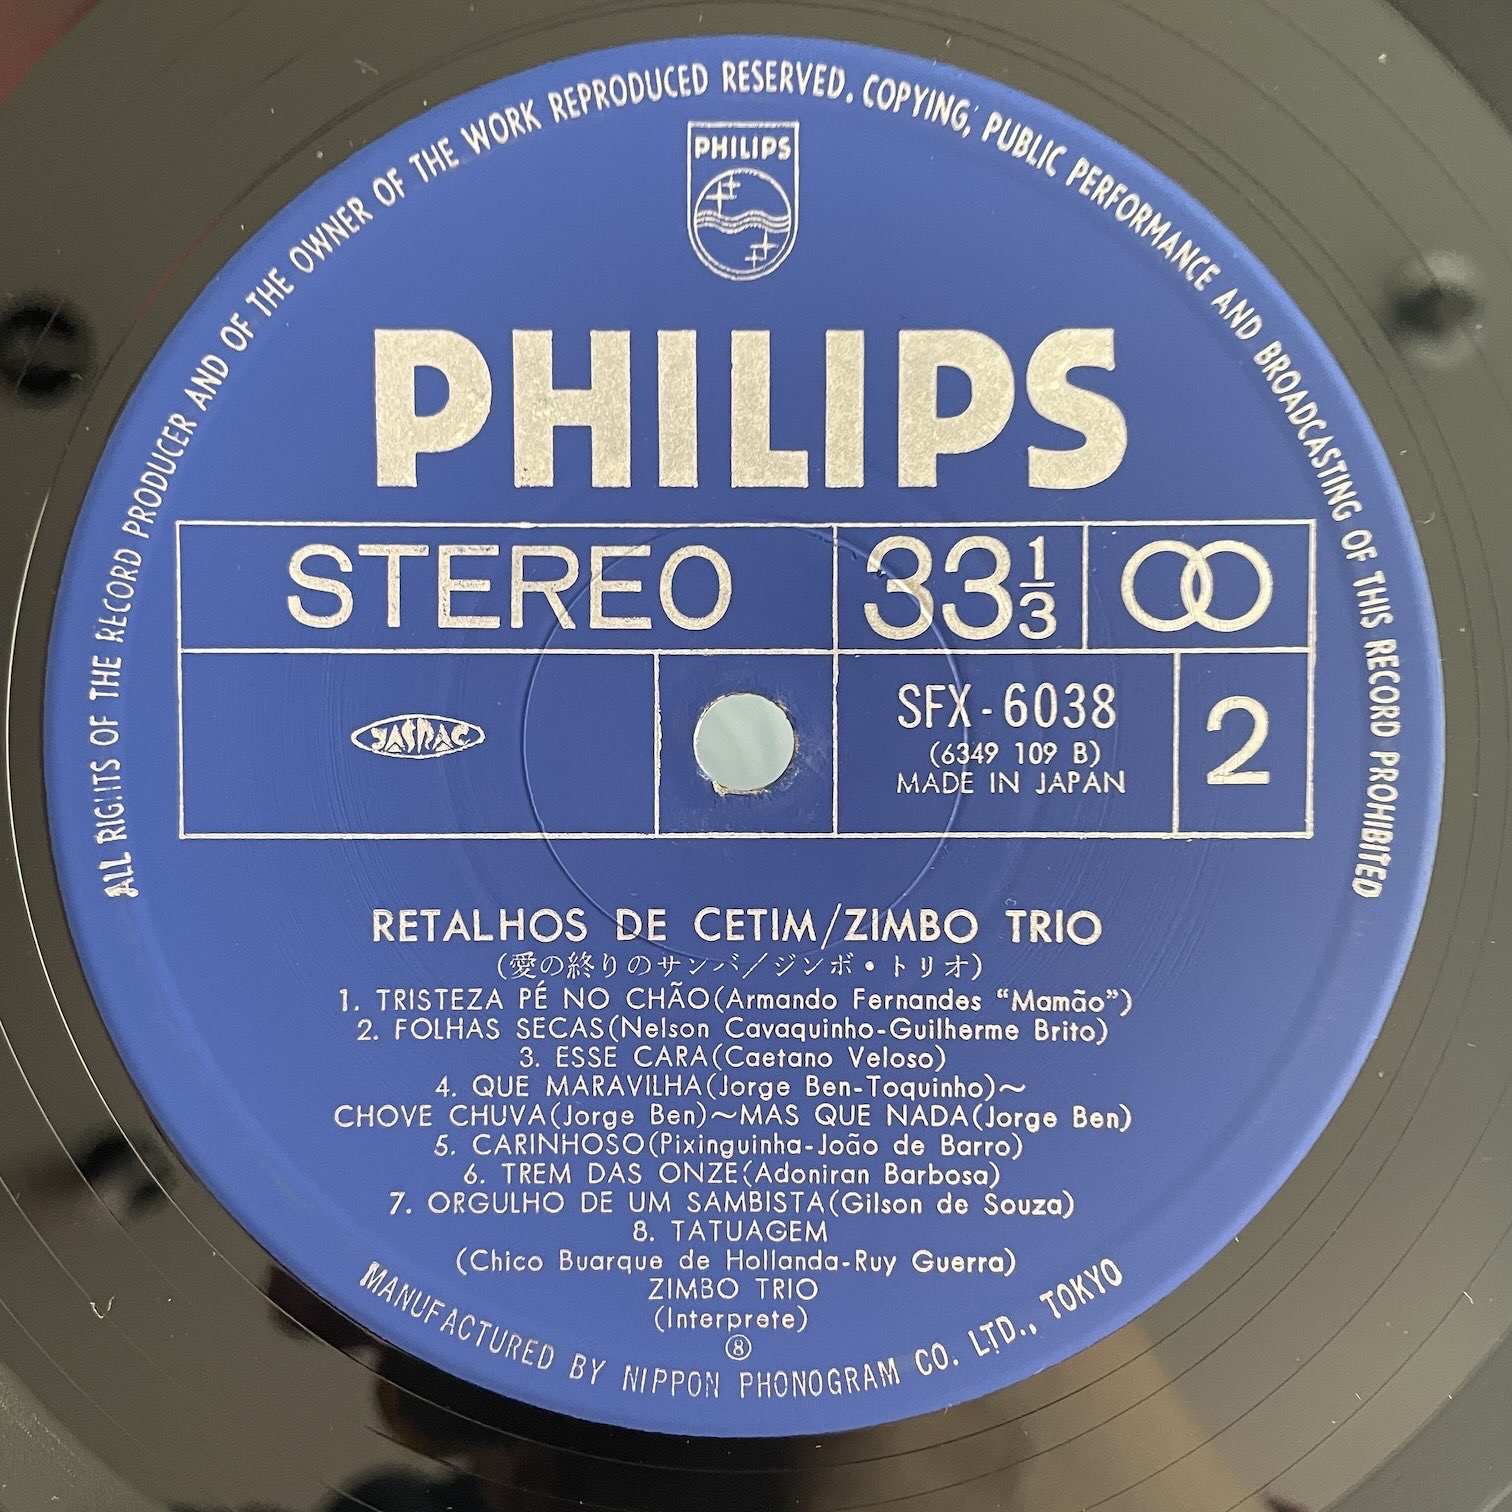 ALL RIGHTS OF THE RECORD PRODUCER AND OF THE OWNER OF THE WORK REPRODUCED RESERVED. COPYING, PUBLIC PERFORMANCE AND BROADCASTING OF THIS RECORD PROHIBITED
PHILIPS
PHILIPS
STEREO 33 1/3
JASRAC
SFX-6038
(6349 109 B)
MADE IN JAPAN
2
RETALHOS DE CETIM/ZIMBO TRIO
(愛の終りのサンバ/ジンボ・トリオ)
1. TRISTEZA PÉ NO CHÃO(Armando Fernandes “Mamão”)
2. FOLHAS SECAS(Nelson Cavaquinho-Guilherme Brito)
3. ESSE CARA(Caetano Veloso)
4. QUE MARAVILHA(Jorge Ben-Toquinho)~
CHOVE CHUVA(Jorge Ben)~MAS QUE NADA(Jorge Ben)
5. CARINHOSO(Pixinguinha-João de Barro)
6. TREM DAS ONZE(Adoniran Barbosa)
7. ORGULHO DE UM SAMBISTA(Gilson de Souza)
8. TATUAGEM
(Chico Buarque de Hollanda-Ruy Guerra)
ZIMBO TRIO
(Interprete)
⑧
MANUFACTURED BY NIPPON PHONOGRAM CO. LTD., TOKYO